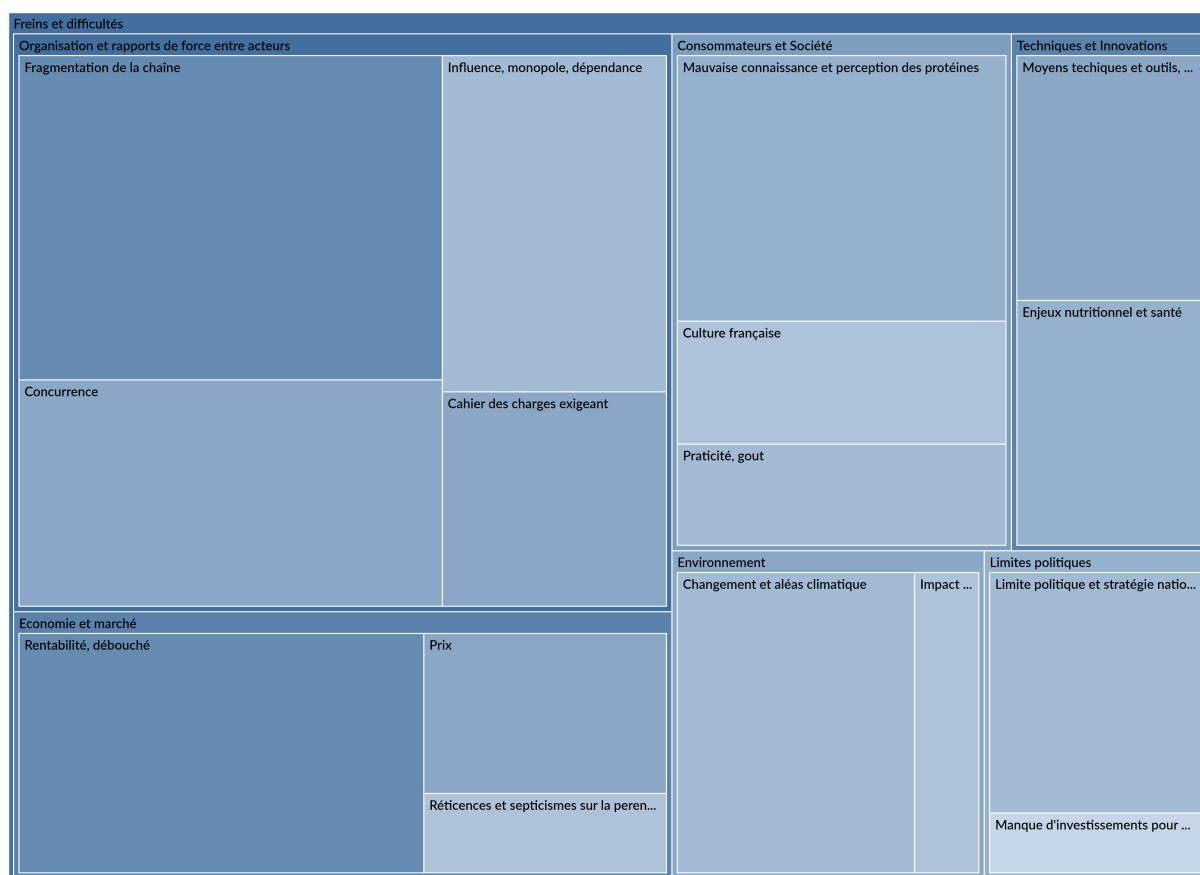 Freins et difficultés
Organisation et rapports de force entre acteurs
Fragmentation de la chaîne
Influence, monopole, dépendance
Concurrence
Cahier des charges exigeant
Economie et marché
Rentabilité, débouché
Prix
Réticences et septicismes sur la peren...
Consommateurs et Société
Mauvaise connaissance et perception des protéines
Culture française
Praticité, gout
Techniques et Innovations
Moyens techiques et outils, ...
Enjeux nutritionnel et santé
Environnement
Changement et aléas climatique
Impact ...
Limites politiques
Limite politique et stratégie natio...
Manque d'investissements pour ...